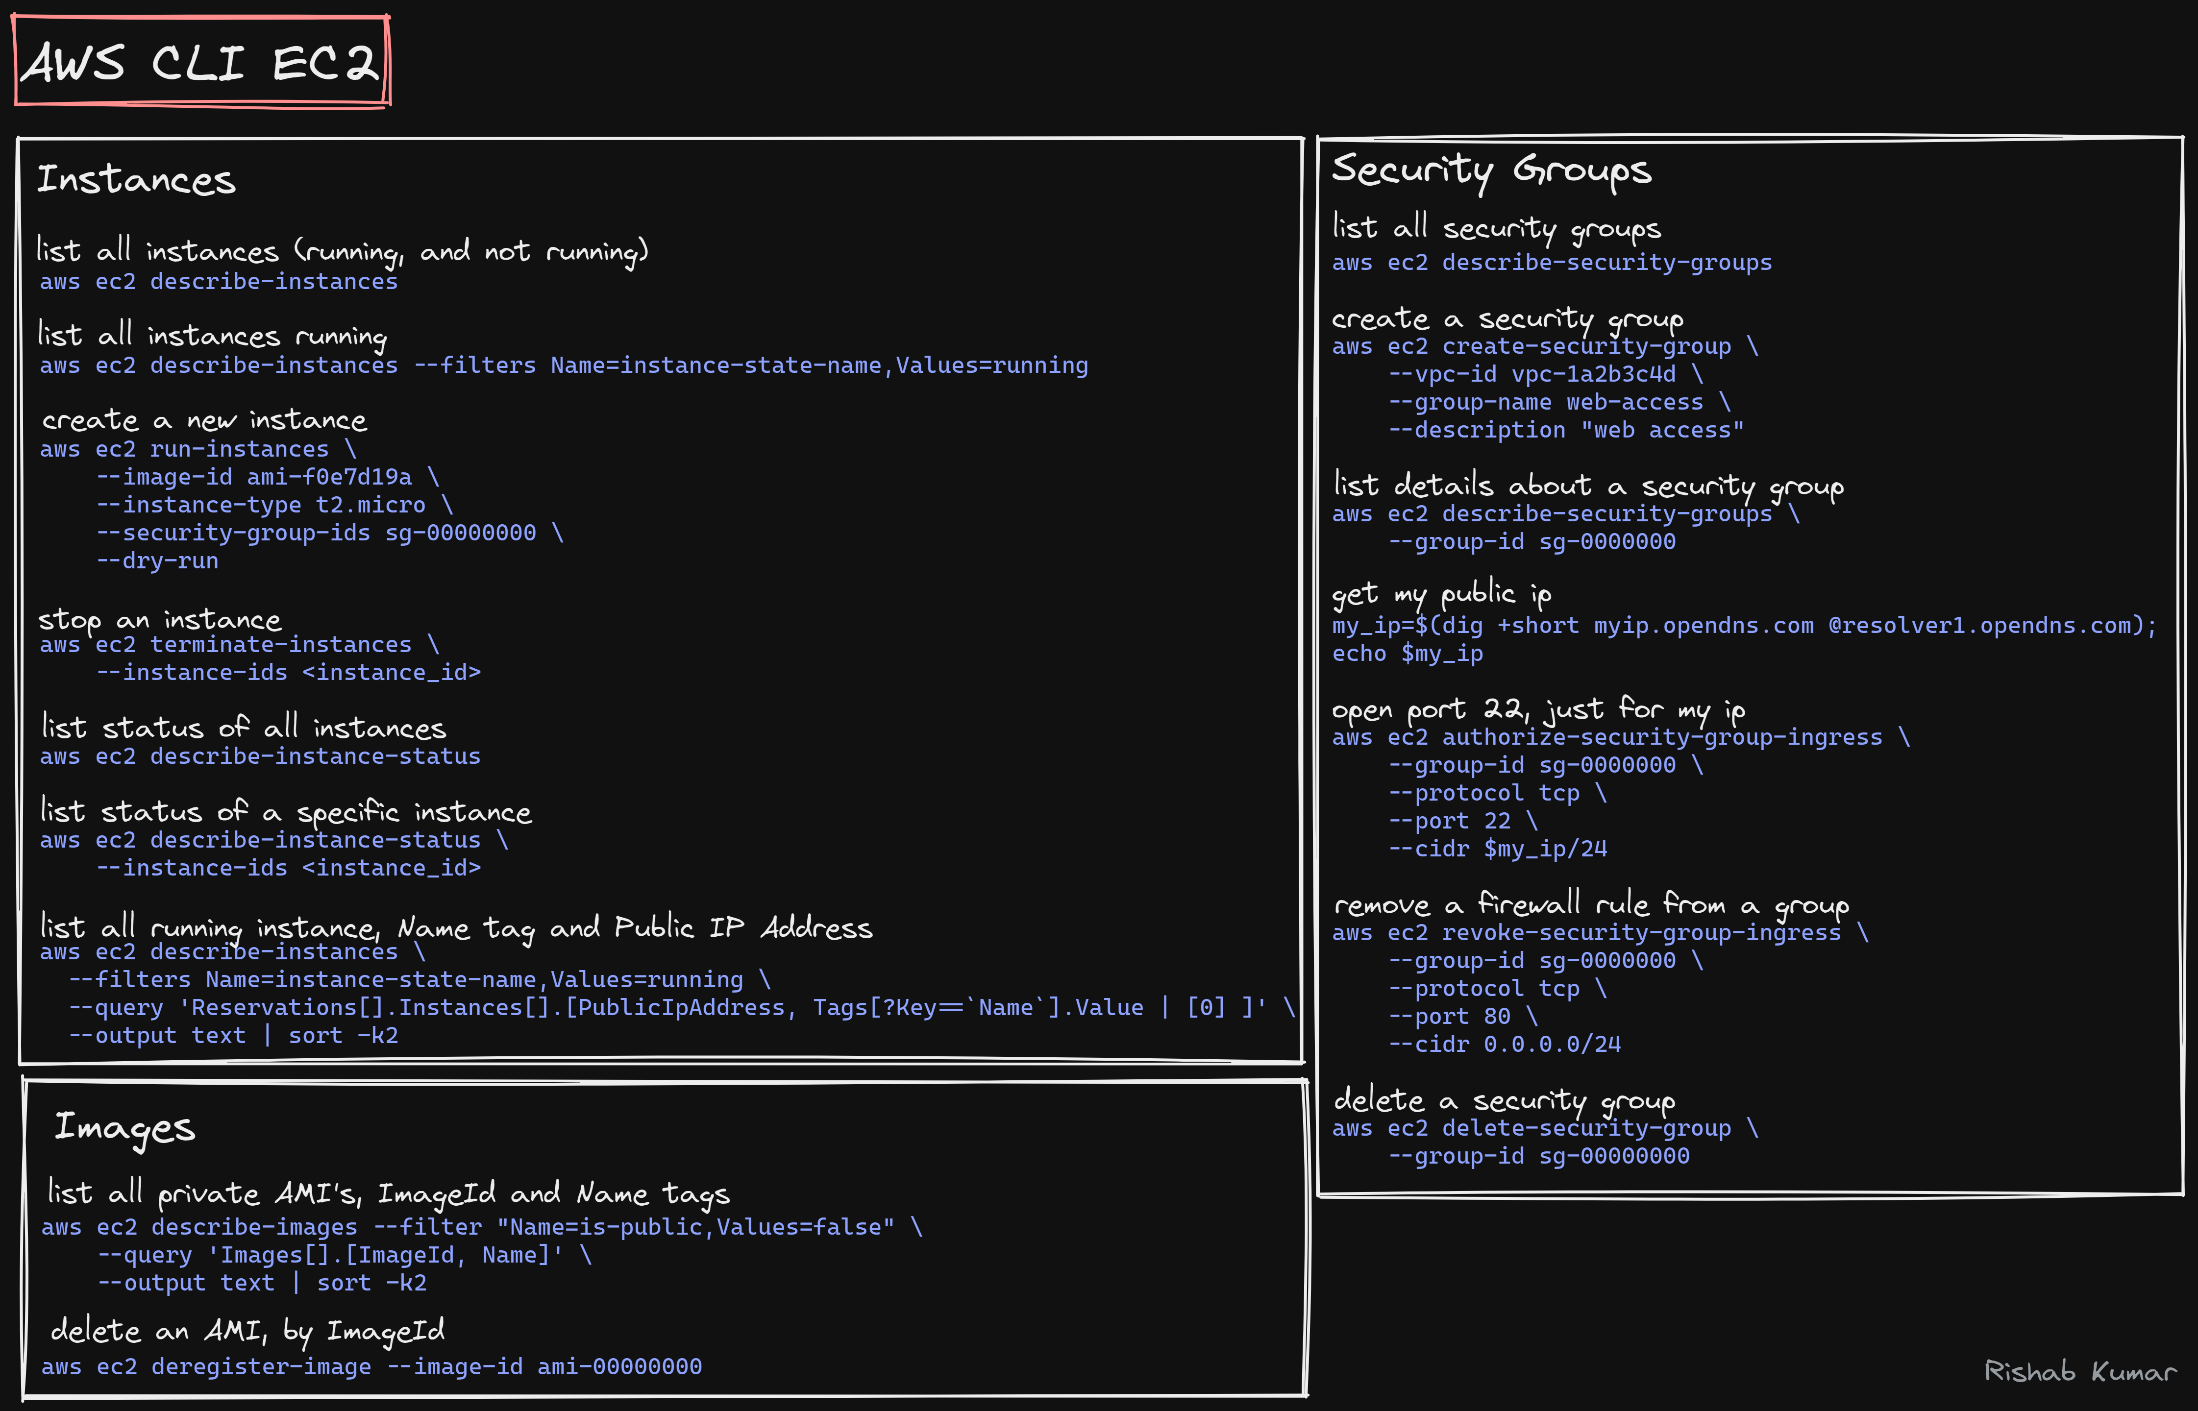 AWS CLI EC2
Instances
list all instances (running, and not running)
aws ec2 describe-instances
list all instances running
aws ec2 describe-instances --filters Name=instance-state-name,Values=running
create a new instance
aws ec2 run-instances \
--image-id ami-f0e7d19a \
--instance-type t2.micro \
--security-group-ids sg-00000000 \
--dry-run
stop an instance
aws ec2 terminate-instances \
--instance-ids <instance_id>
list status of all instances
aws ec2 describe-instance-status
list status of a specific instance
aws ec2 describe-instance-status \
--instance-ids <instance_id>
list all running instance, Name tag and Public IP Address
aws ec2 describe-instances \
--filters Name=instance-state-name,Values=running \
--query 'Reservations[].Instances[].[PublicIpAddress, Tags[?Key==`Name`].Value | [0] ]' \
--output text | sort -k2
Images
list all private AMI's, ImageId and Name tags
aws ec2 describe-images --filter "Name=is-public,Values=false" \
--query 'Images[].[ImageId, Name]' \
--output text | sort -k2
delete an AMI, by ImageId
aws ec2 deregister-image --image-id ami-00000000
Security Groups
list all security groups
aws ec2 describe-security-groups
create a security group
aws ec2 create-security-group \
--vpc-id vpc-1a2b3c4d \
--group-name web-access \
--description "web access"
list details about a security group
aws ec2 describe-security-groups \
--group-id sg-0000000
get my public ip
my_ip=$(dig +short myip.opendns.com @resolver1.opendns.com);
echo $my_ip
open port 22, just for my ip
aws ec2 authorize-security-group-ingress \
--group-id sg-0000000 \
--protocol tcp \
--port 22 \
--cidr $my_ip/24
remove a firewall rule from a group
aws ec2 revoke-security-group-ingress \
--group-id sg-0000000 \
--protocol tcp \
--port 80 \
--cidr 0.0.0.0/24
delete a security group
aws ec2 delete-security-group \
--group-id sg-00000000
Rishab Kumar